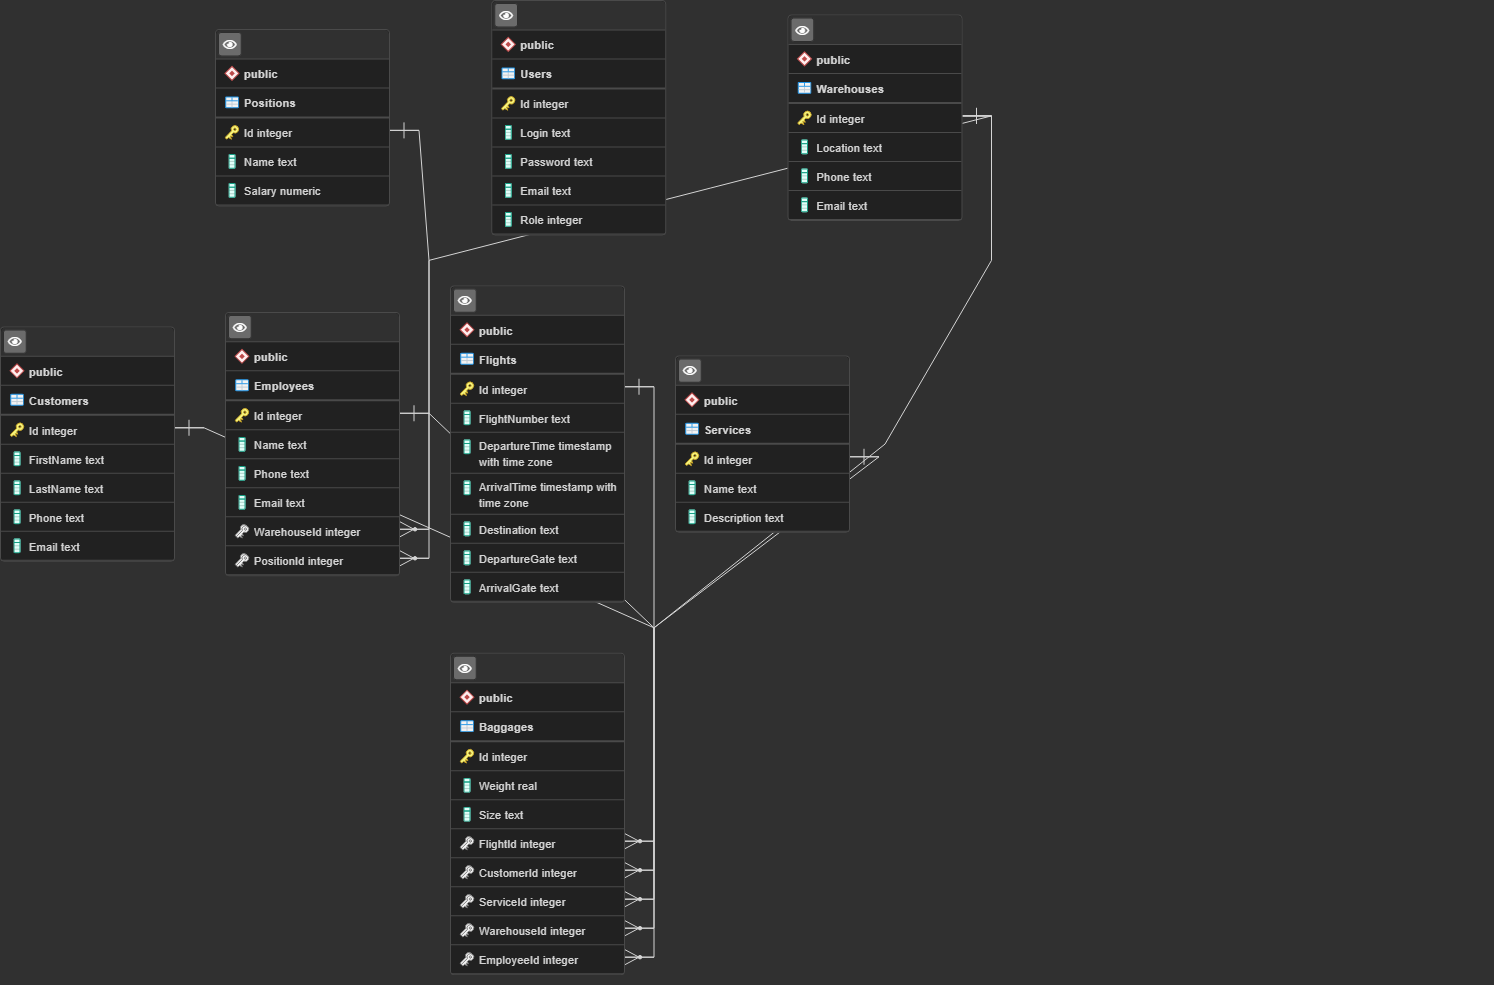 public
Positions
Id integer
Name text
Salary numeric
public
Users
Id integer
Login text
Password text
Email text
Role integer
public
Warehouses
Id integer
Location text
Phone text
Email text
public
Customers
Id integer
FirstName text
LastName text
Phone text
Email text
public
Employees
Id integer
Name text
Phone text
Email text
WarehouseId integer
PositionId integer
public
Flights
Id integer
FlightNumber text
DepartureTime timestamp
with time zone
ArrivalTime timestamp with
time zone
Destination text
DepartureGate text
ArrivalGate text
public
Services
Id integer
Name text
Description text
public
Baggages
Id integer
Weight real
Size text
FlightId integer
CustomerId integer
ServiceId integer
WarehouseId integer
EmployeeId integer